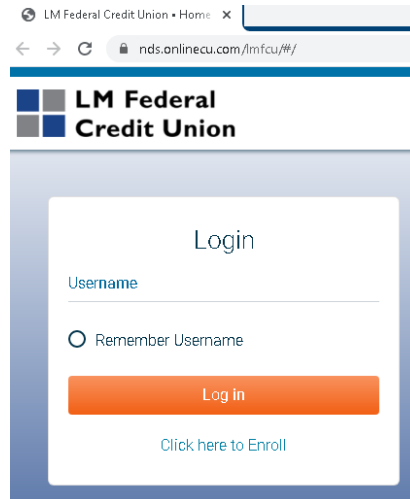 LM Federal Credit Union • Home
nds.onlinecu.com/lmfcu/#/
LM Federal
Credit Union
Login
Username
Remember Username
Log in
Click here to Enroll